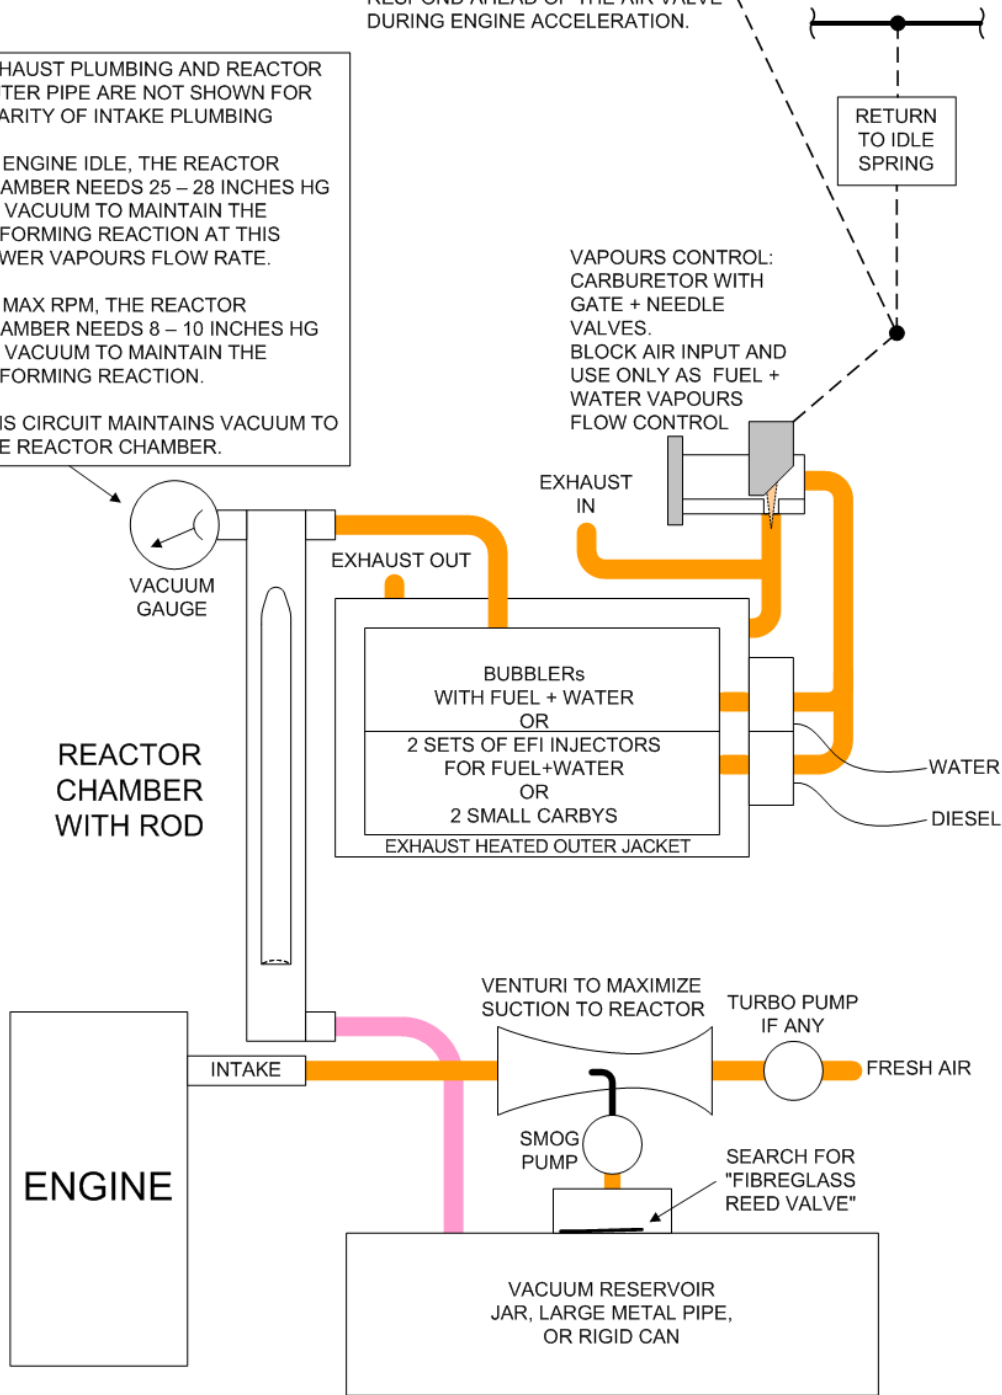 DURING ENGINE ACCELERATION.
HAUST PLUMBING AND REACTOR
TER PIPE ARE NOT SHOWN FOR
ARITY OF INTAKE PLUMBING
ENGINE IDLE, THE REACTOR
AMBER NEEDS 25 – 28 INCHES HG
VACUUM TO MAINTAIN THE
FORMING REACTION AT THIS
WER VAPOURS FLOW RATE.
MAX RPM, THE REACTOR
AMBER NEEDS 8 – 10 INCHES HG
VACUUM TO MAINTAIN THE
FORMING REACTION.
IS CIRCUIT MAINTAINS VACUUM TO
E REACTOR CHAMBER.
RETURN
TO IDLE
SPRING
VAPOURS CONTROL:
CARBURETOR WITH
GATE + NEEDLE
VALVES.
BLOCK AIR INPUT AND
USE ONLY AS FUEL +
WATER VAPOURS
FLOW CONTROL
EXHAUST
IN
EXHAUST OUT
VACUUM
GAUGE
BUBBLERs
WITH FUEL + WATER
OR
2 SETS OF EFI INJECTORS
FOR FUEL+WATER
OR
2 SMALL CARBYS
EXHAUST HEATED OUTER JACKET
WATER
DIESEL
REACTOR
CHAMBER
WITH ROD
VENTURI TO MAXIMIZE
SUCTION TO REACTOR
TURBO PUMP
IF ANY
FRESH AIR
INTAKE
SMOG
PUMP
SEARCH FOR
"FIBREGLASS
REED VALVE"
ENGINE
VACUUM RESERVOIR
JAR, LARGE METAL PIPE,
OR RIGID CAN